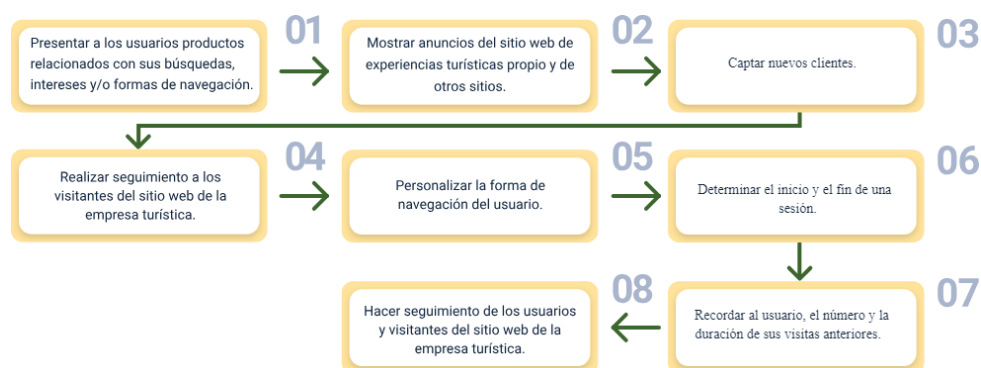 01
Presentar a los usuarios productos
relacionados con sus búsquedas,
intereses y/o formas de navegación.
02
Mostrar anuncios del sitio web de
experiencias turísticas propio y de
otros sitios.
03
Captar nuevos clientes.
04
Realizar seguimiento a los
visitantes del sitio web de la
empresa turística.
05
Personalizar la forma de
navegación del usuario.
06
Determinar el inicio y el fin de una
sesión.
07
Recordar al usuario, el número y la
duración de sus visitas anteriores.
08
Hacer seguimiento de los usuarios
y visitantes del sitio web de la
empresa turística.